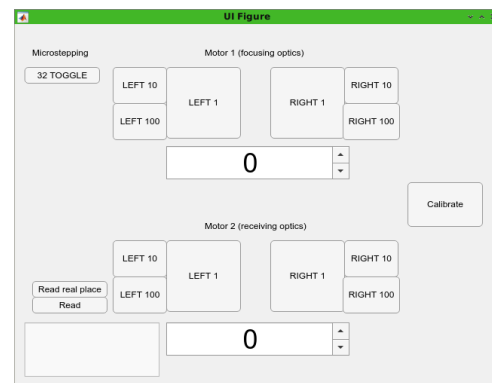 UI Figure
Microstepping
Motor 1 (focusing optics)
32 TOGGLE
LEFT 10
LEFT 100
LEFT 1
RIGHT 1
RIGHT 10
RIGHT 100
0
Calibrate
Motor 2 (receiving optics)
LEFT 10
LEFT 100
LEFT 1
RIGHT 1
RIGHT 10
RIGHT 100
Read real place
Read
0